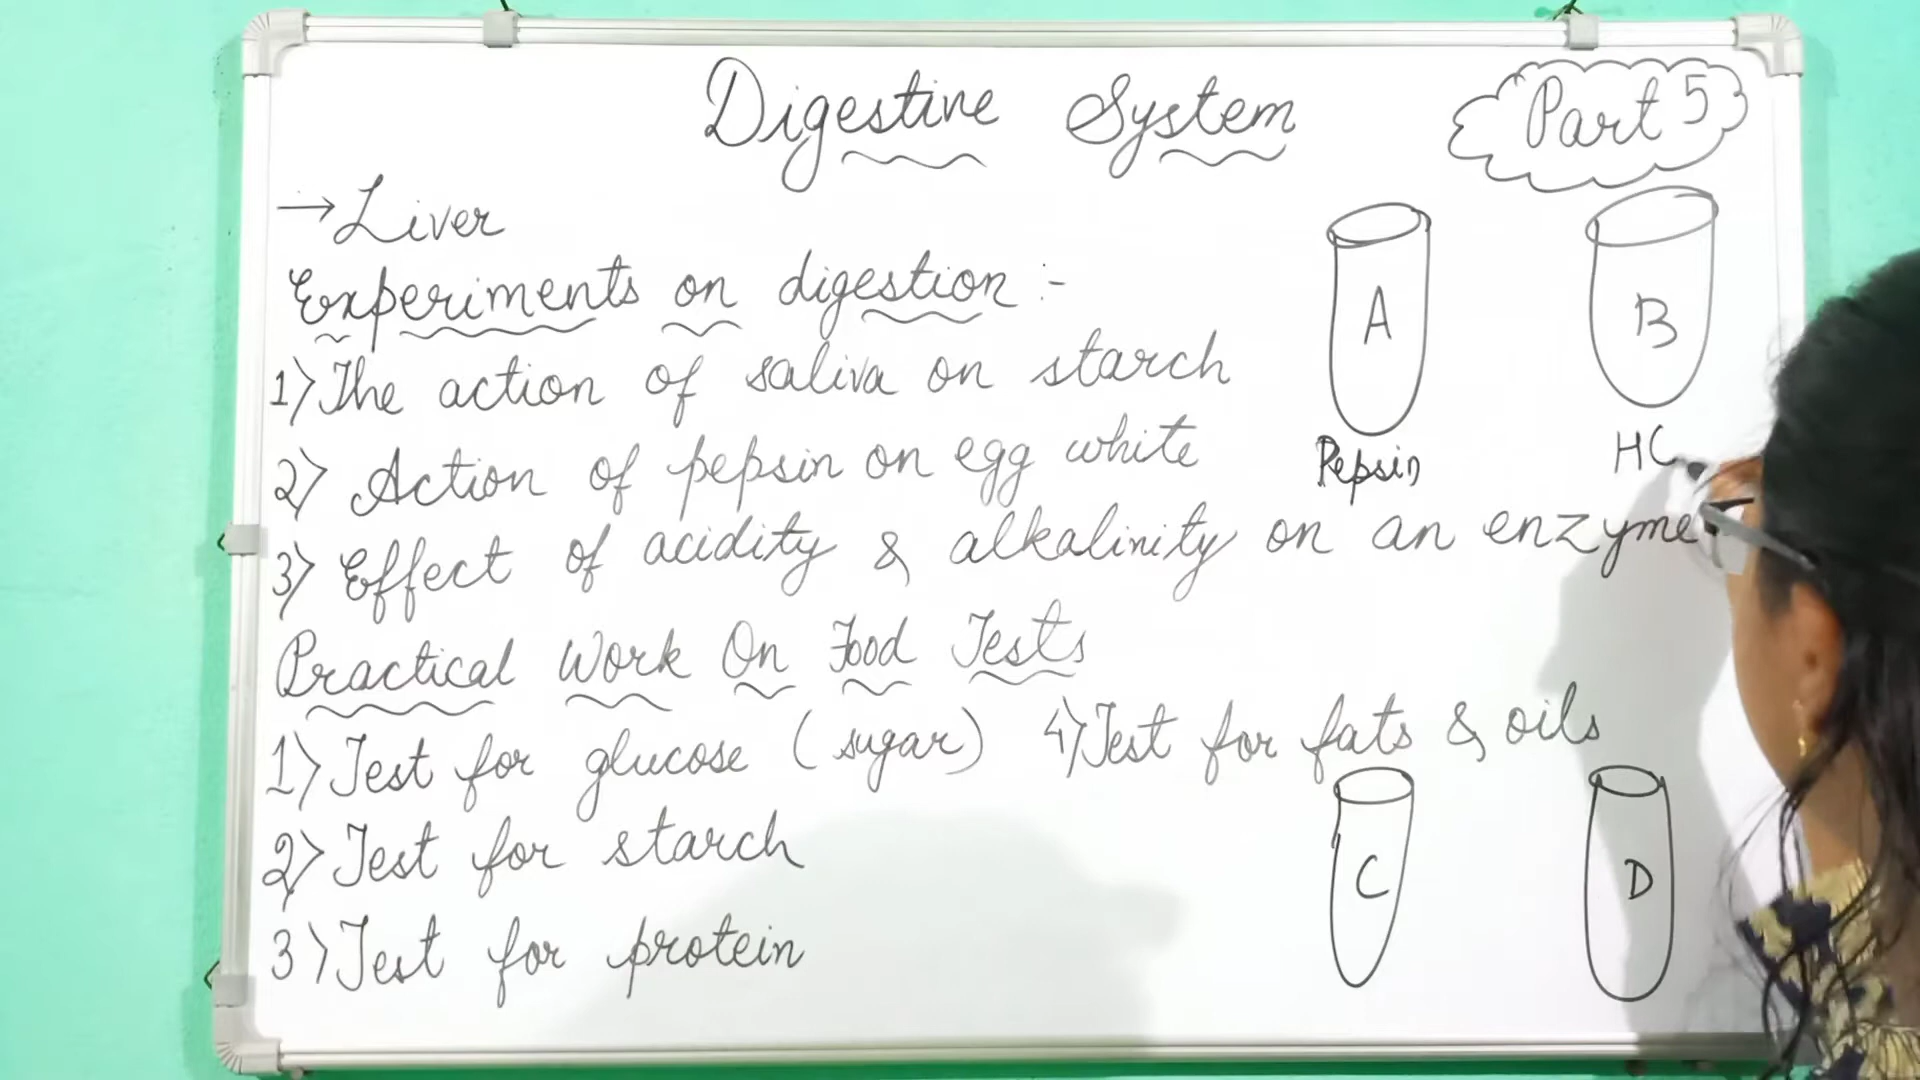 Digestive System
Part 5
→ Liver
Experiments on digestion :-
1) The action of saliva on starch
2) Action of pepsin on egg white
3) Effect of acidity & alkalinity on an enzyme
Practical Work On Food Tests
1) Test for glucose (sugar)
4) Test for fats & oils
2) Test for starch
3) Test for protein
A
B
Pepsin
HC
C
D